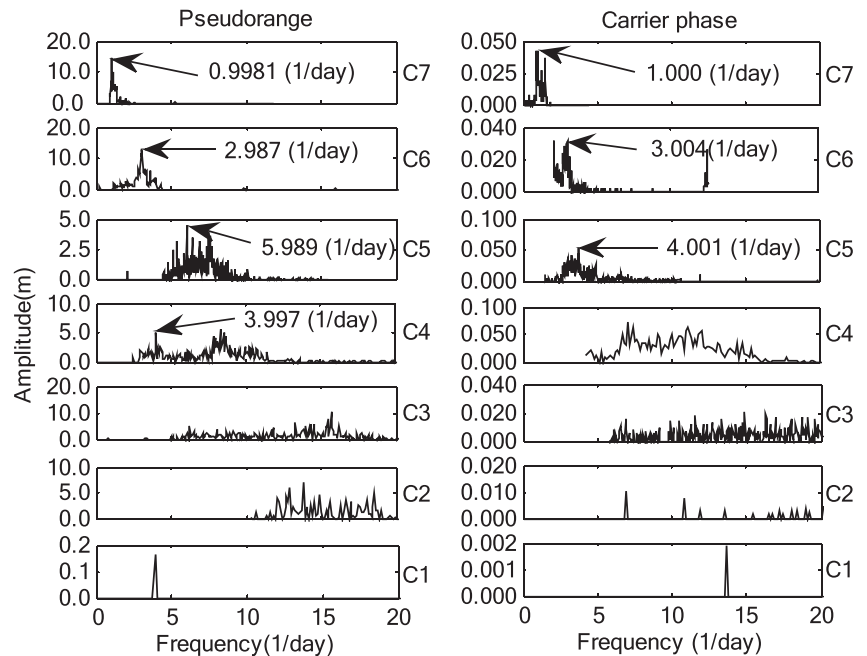 Pseudorange
Carrier phase
20.0
10.0
0.0
0.9981 (1/day)
C7
0.050
0.025
0.000
1.000 (1/day)
C7
20.0
10.0
0.0
2.987 (1/day)
C6
0.040
0.020
0.000
3.004(1/day)
C6
5.0
2.5
0.0
5.989 (1/day)
C5
0.100
0.050
0.000
4.001 (1/day)
C5
10.0
5.0
0.0
3.997 (1/day)
C4
0.100
0.050
0.000
C4
20.0
10.0
0.0
C3
0.040
0.020
0.000
C3
10.0
5.0
0.0
C2
0.020
0.010
0.000
C2
0.2
0.1
0.0
C1
0.002
0.001
0.000
C1
0 5 10 15 20
0 5 10 15 20
Amplitude(m)
Frequency(1/day)
Frequency (1/day)